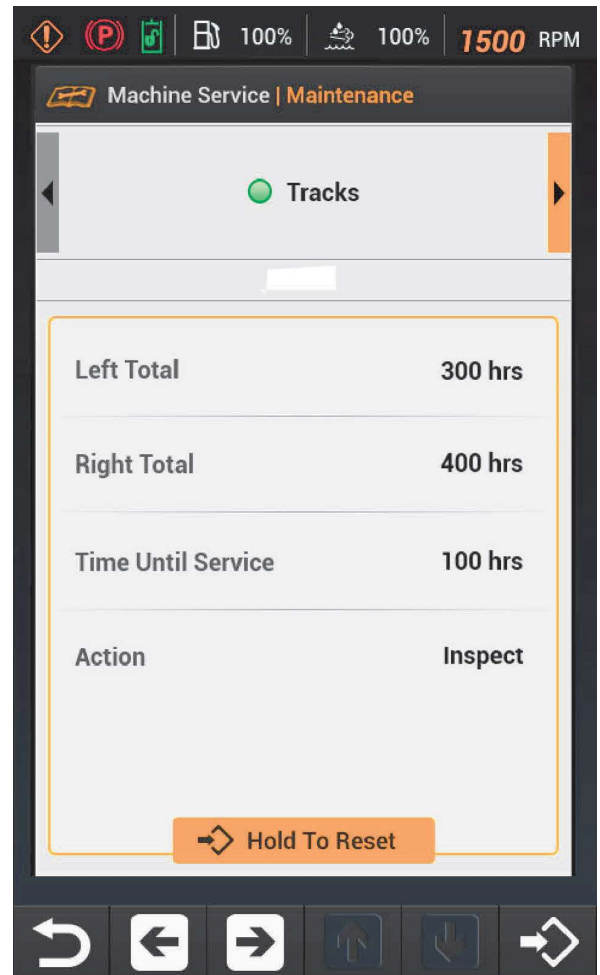 (P) 100% 100% 1500 RPM
Machine Service | Maintenance
Tracks
Left Total 300 hrs
Right Total 400 hrs
Time Until Service 100 hrs
Action Inspect
Hold To Reset